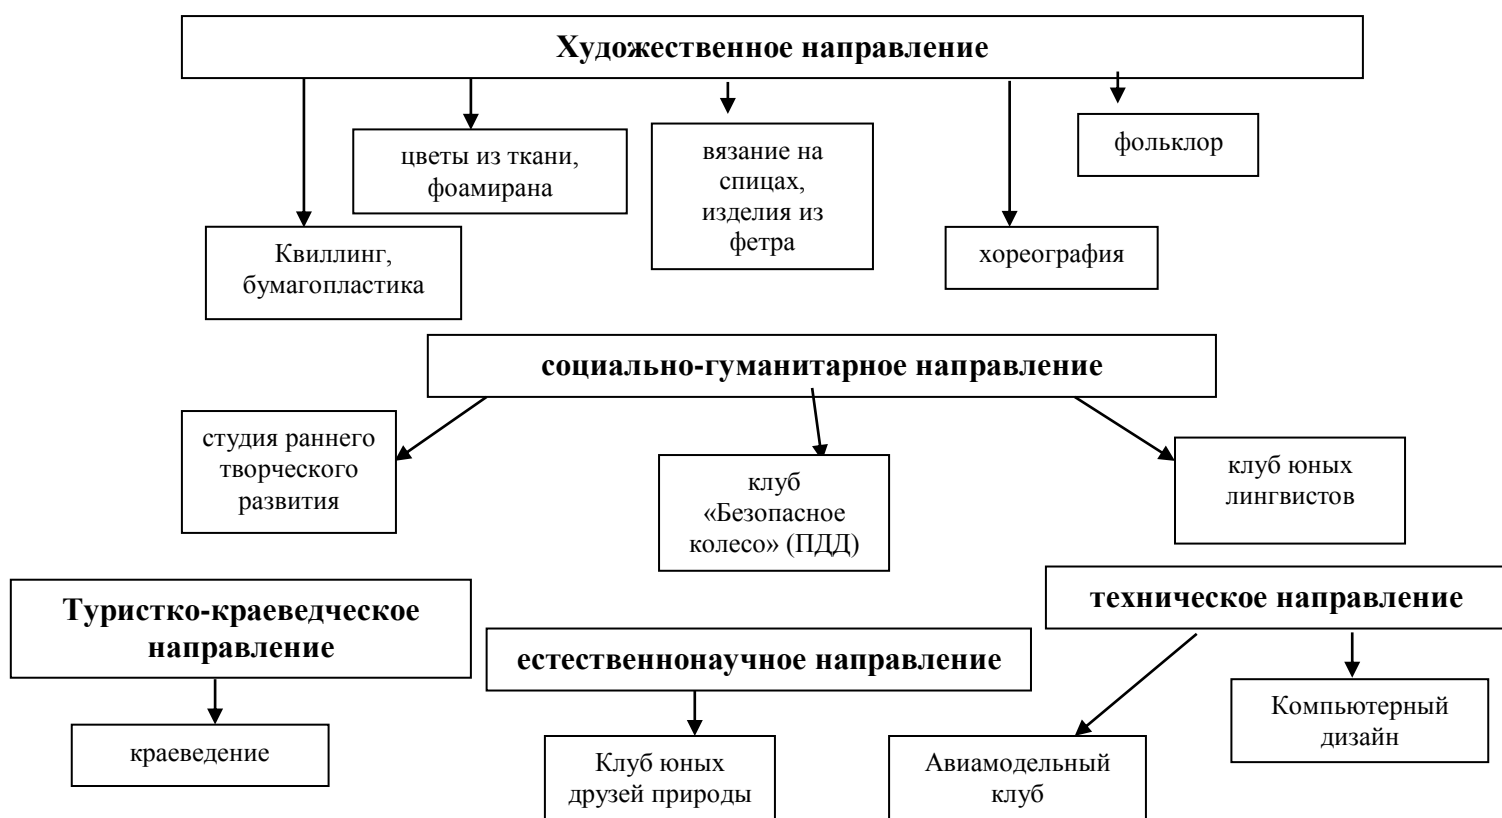 Художественное направление
цветы из ткани,
фоамирана
вязание на
спицах,
изделия из
фетра
фольклор
Квиллинг,
бумагопластика
хореография
социально-гуманитарное направление
студия раннего
творческого
развития
клуб
«Безопасное
колесо» (ПДД)
клуб юных
лингвистов
Туристко-краеведческое
направление
естественнонаучное направление
техническое направление
краеведение
Клуб юных
друзей природы
Авиамодельный
клуб
Компьютерный
дизайн